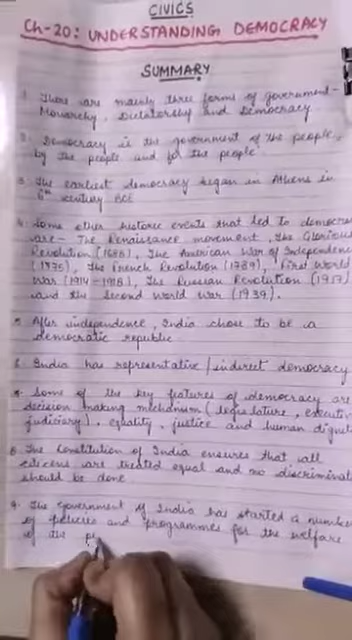 CIVICS
Ch-20: UNDERSTANDING DEMOCRACY
SUMMARY
1. There are mainly three forms of government-
Monarchy, Dictatorship and Democracy
2. Democracy is the government of the people,
by the people and for the people
3. The earliest democracy began in Athens in
6th century BCE
4. Some other historic events that led to democracy
are - The Renaissance movement, The Glorious
Revolution (1688), The American War of Independence
(1776), The French Revolution (1789), First World
War (1914-1918), The Russian Revolution (1917)
and the Second World War (1939).
5. After independence, India chose to be a
democratic republic
6. India has representative/indirect democracy
7. Some of the key features of democracy are
decision making mechanism (legislature, executive
judiciary), equality, justice and human dignit
8. The Constitution of India ensures that all
citizens are treated equal and no discriminat
should be done
9. The government of India has started a number
of policies and programmes for the welfare
of the p